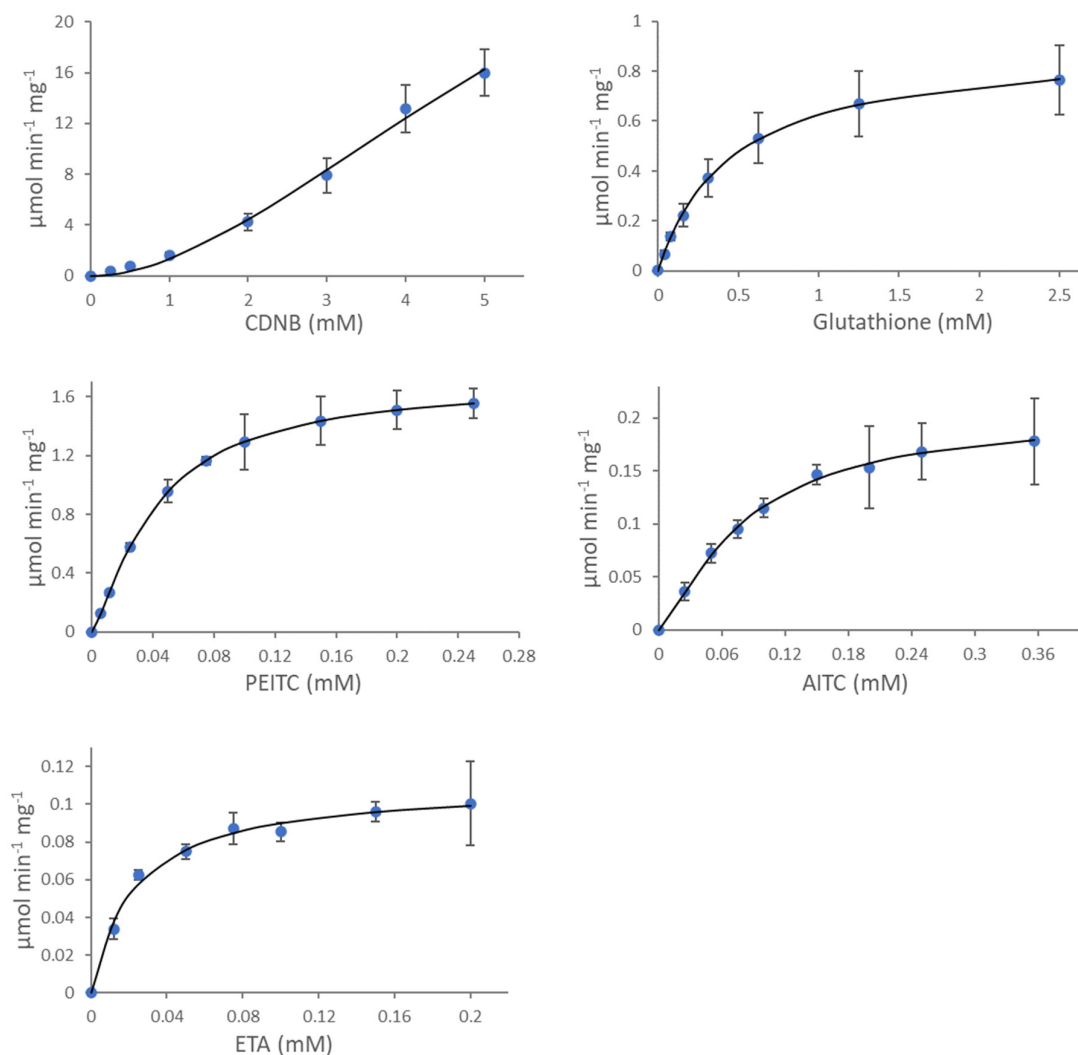 µmol min⁻¹ mg⁻¹
20
16
12
8
4
0
0 1 2 3 4 5
CDNB (mM)
µmol min⁻¹ mg⁻¹
1
0.8
0.6
0.4
0.2
0
0 0.5 1 1.5 2 2.5
Glutathione (mM)
µmol min⁻¹ mg⁻¹
1.6
1.2
0.8
0.4
0
0 0.04 0.08 0.12 0.16 0.2 0.24 0.28
PEITC (mM)
µmol min⁻¹ mg⁻¹
0.2
0.15
0.1
0.05
0
0 0.06 0.12 0.18 0.24 0.3 0.36
AITC (mM)
µmol min⁻¹ mg⁻¹
0.12
0.1
0.08
0.06
0.04
0.02
0
0 0.04 0.08 0.12 0.16 0.2
ETA (mM)